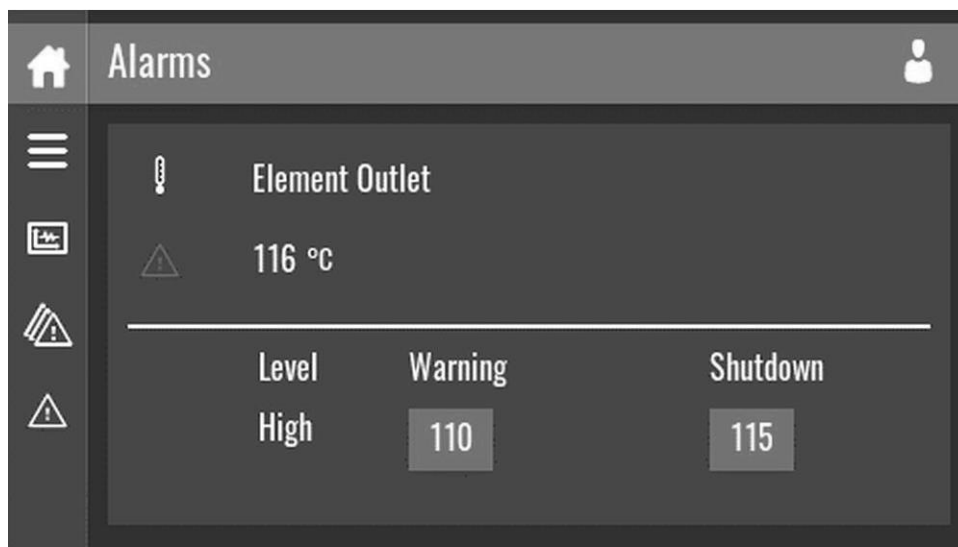 Alarms
Element Outlet
116 °C
Level Warning Shutdown
High 110 115